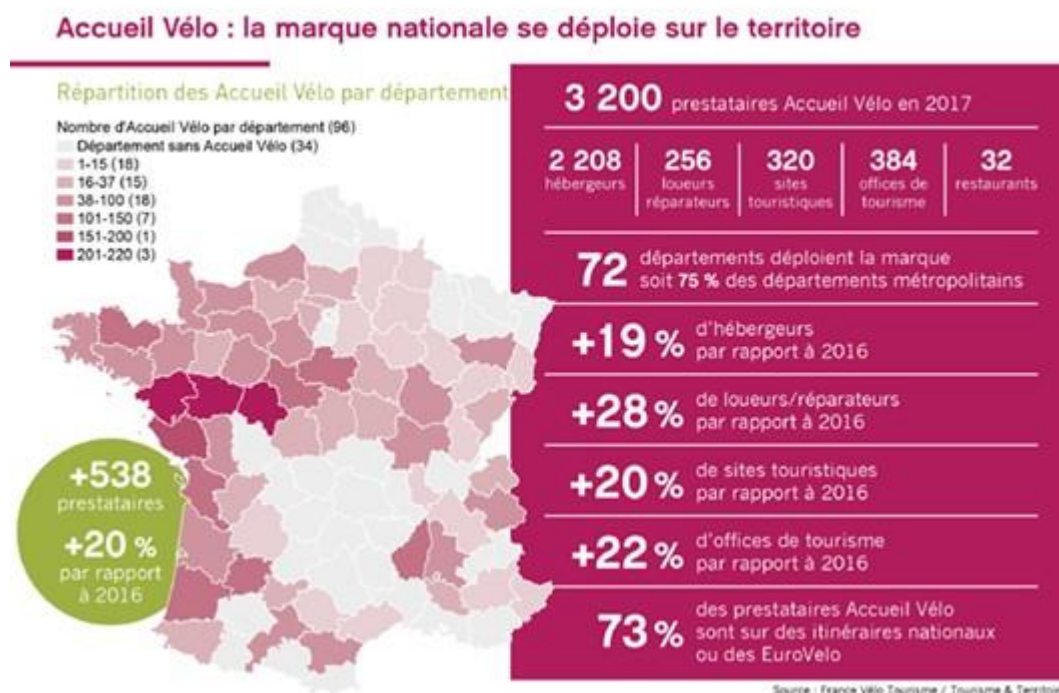 Accueil Vélo : la marque nationale se déploie sur le territoire
Répartition des Accueil Vélo par département
Nombre d'Accueil Vélo par département (96)
Département sans Accueil Vélo (34)
1-15 (18)
16-37 (15)
38-100 (18)
101-150 (7)
151-200 (1)
201-220 (3)
+538
prestataires
+20 %
par rapport
à 2016
3 200 prestataires Accueil Vélo en 2017
2 208
hébergeurs
256
loueurs
réparateurs
320
sites
touristiques
384
offices de
tourisme
32
restaurants
72 départements déploient la marque
soit 75 % des départements métropolitains
+19 % d'hébergeurs
par rapport à 2016
+28 % de loueurs/réparateurs
par rapport à 2016
+20 % de sites touristiques
par rapport à 2016
+22 % d'offices de tourisme
par rapport à 2016
73 % des prestataires Accueil Vélo
sont sur des itinéraires nationaux
ou des EuroVelo
Source : France Vélo Tourisme / Tourisme & Territoi